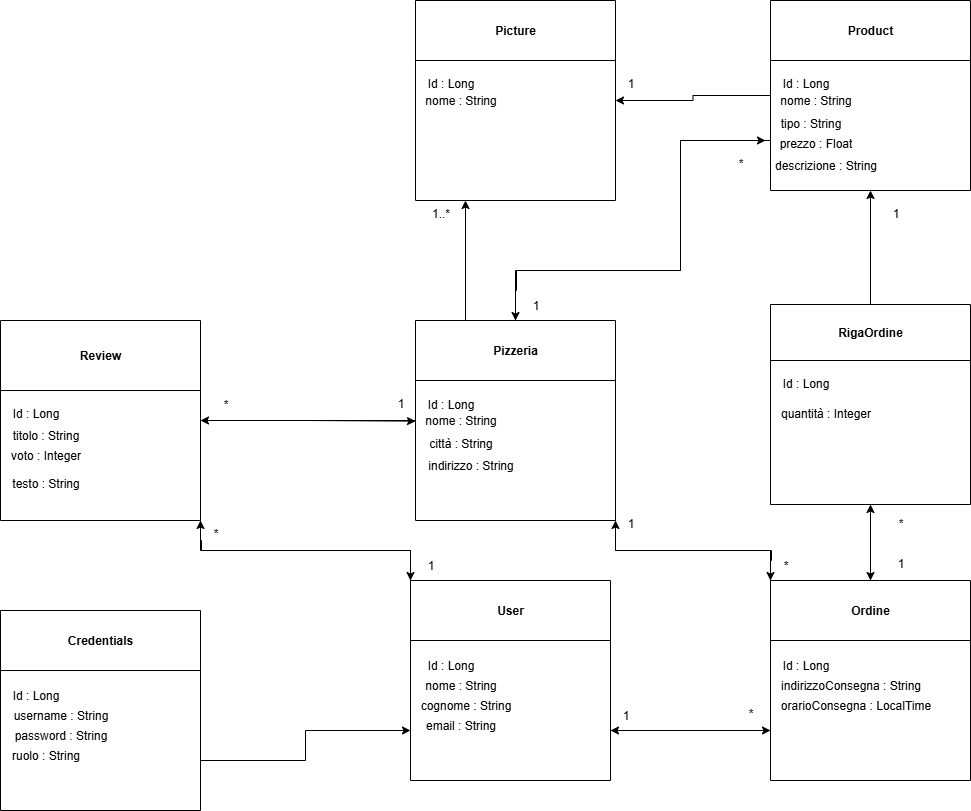 Picture
Id : Long
nome : String
1..*
1
Product
Id : Long
nome : String
tipo : String
prezzo : Float
descrizione : String
*
1
1
Review
Id : Long
titolo : String
voto : Integer
testo : String
*
1
*
Pizzeria
Id : Long
nome : String
città : String
indirizzo : String
1
RigaOrdine
Id : Long
quantità : Integer
*
1
Credentials
Id : Long
username : String
password : String
ruolo : String
1
User
Id : Long
nome : String
cognome : String
email : String
1
*
*
Ordine
Id : Long
indirizzoConsegna : String
orarioConsegna : LocalTime